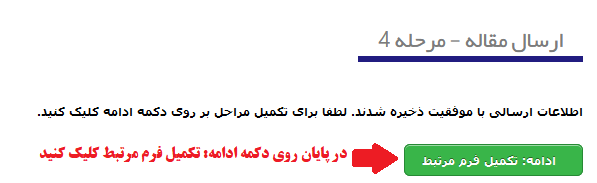 ارسال مقاله - مرحله 4
اطلاعات ارسالی با موفقیت ذخیره شدند. لطفا برای تکمیل مراحل بر روی دکمه ادامه کلیک کنید.
ادامه: تکمیل فرم مرتبط
در پایان روی دکمه ادامه: تکمیل فرم مرتبط کلیک کنید